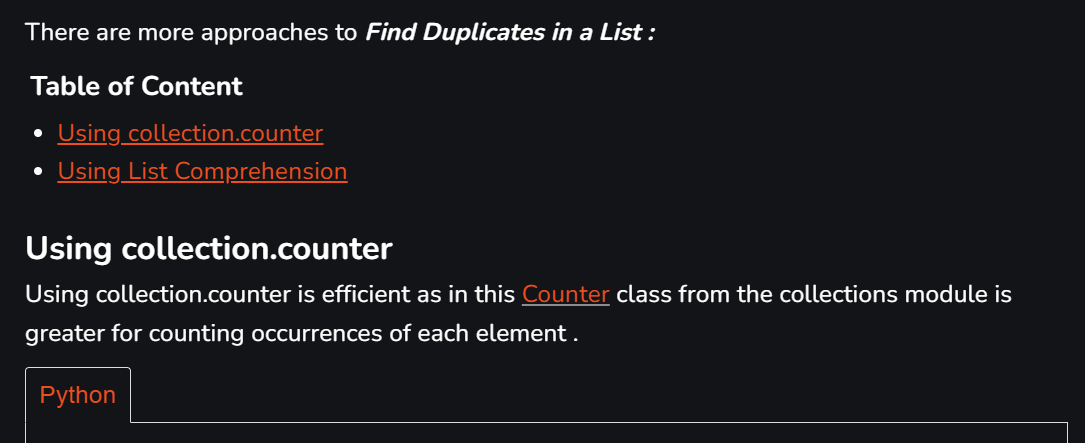 There are more approaches to Find Duplicates in a List :
Table of Content
Using collection.counter
Using List Comprehension
Using collection.counter
Using collection.counter is efficient as in this Counter class from the collections module is
greater for counting occurrences of each element .
Python